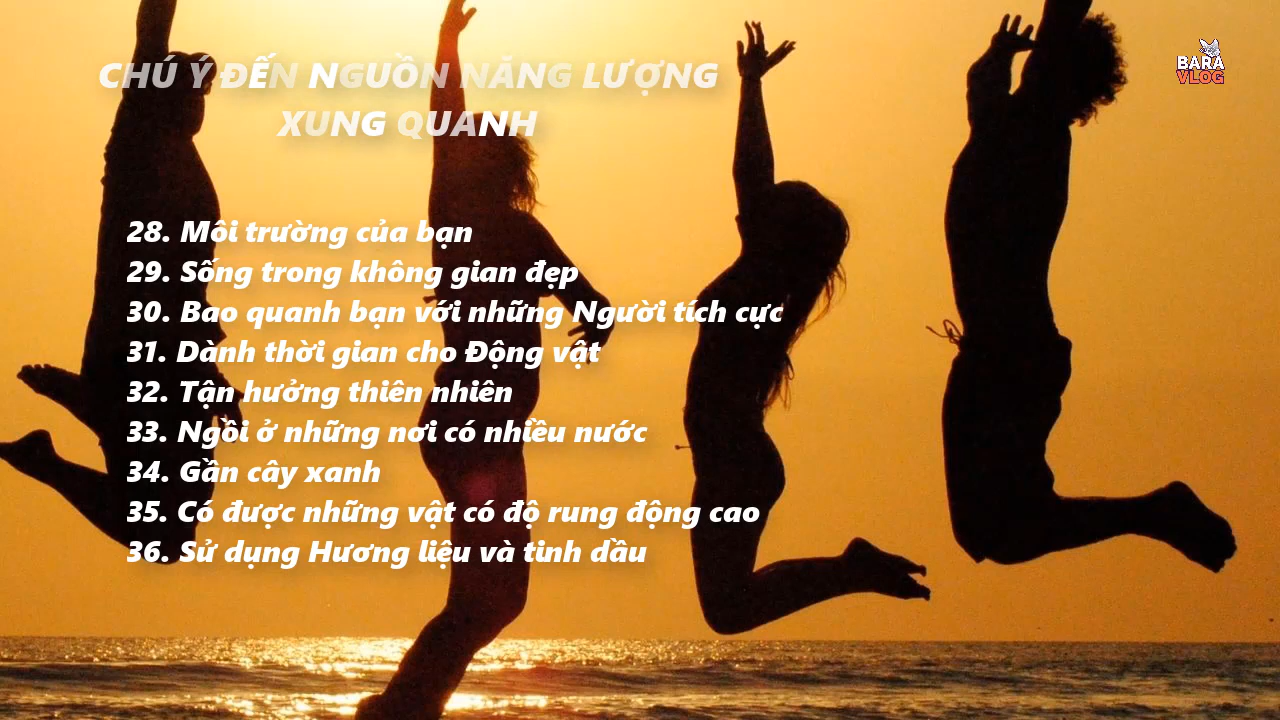 CHÚ Ý ĐẾN NGUỒN NĂNG LƯỢNG
XUNG QUANH
BARA
VLOG
28. Môi trường của bạn
29. Sống trong không gian đẹp
30. Bao quanh bạn với những Người tích cực
31. Dành thời gian cho Động vật
32. Tận hưởng thiên nhiên
33. Ngồi ở những nơi có nhiều nước
34. Gần cây xanh
35. Có được những vật có độ rung động cao
36. Sử dụng Hương liệu và tinh dầu